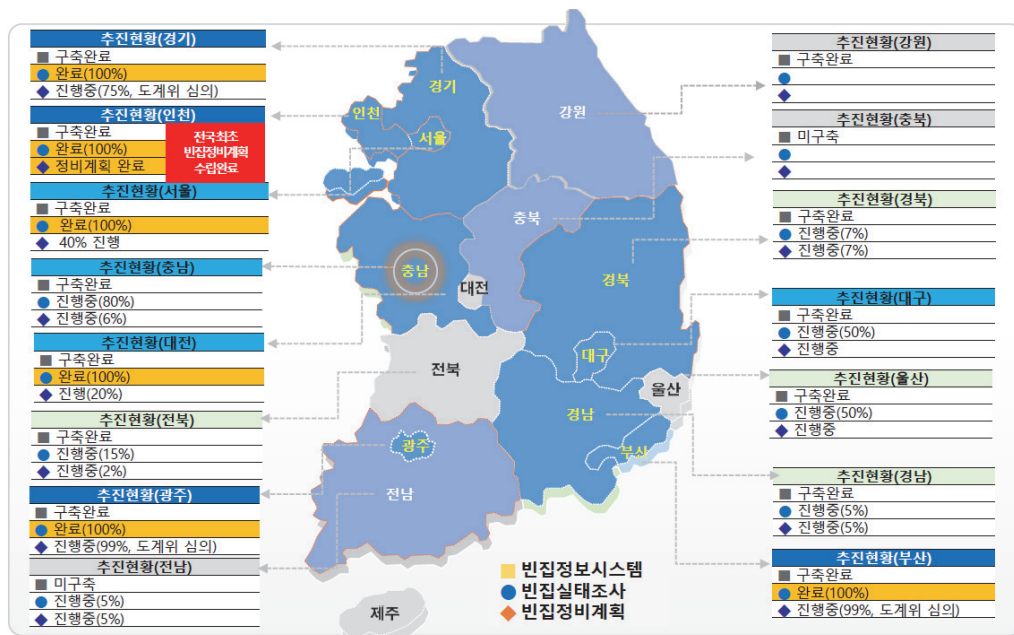 추진현황(경기)
■ 구축완료
● 완료(100%)
◆ 진행중(75%, 도계위 심의)
추진현황(인천)
■ 구축완료
● 완료(100%)
◆ 정비계획 완료
전국최초
빈집정비계획
수립완료
추진현황(서울)
■ 구축완료
● 완료(100%)
◆ 40% 진행
추진현황(충남)
■ 구축완료
● 진행중(80%)
◆ 진행중(6%)
추진현황(대전)
■ 구축완료
● 완료(100%)
◆ 진행(20%)
추진현황(전북)
■ 구축완료
● 진행중(15%)
◆ 진행중(2%)
추진현황(광주)
■ 구축완료
● 완료(100%)
◆ 진행중(99%, 도계위 심의)
추진현황(전남)
■ 미구축
● 진행중(5%)
◆ 진행중(5%)
경기
인천
서울
강원
충북
충남
대전
경북
전북
대구
울산
경남
광주
부산
전남
제주
■ 빈집정보시스템
● 빈집실태조사
◆ 빈집정비계획
추진현황(강원)
■ 구축완료
●
◆
추진현황(충북)
■ 미구축
●
◆
추진현황(경북)
■ 구축완료
● 진행중(7%)
◆ 진행중(7%)
추진현황(대구)
■ 구축완료
● 진행중(50%)
◆ 진행중
추진현황(울산)
■ 구축완료
● 진행중(50%)
◆ 진행중
추진현황(경남)
■ 구축완료
● 진행중(5%)
◆ 진행중(5%)
추진현황(부산)
■ 구축완료
● 완료(100%)
◆ 진행중(99%, 도계위 심의)